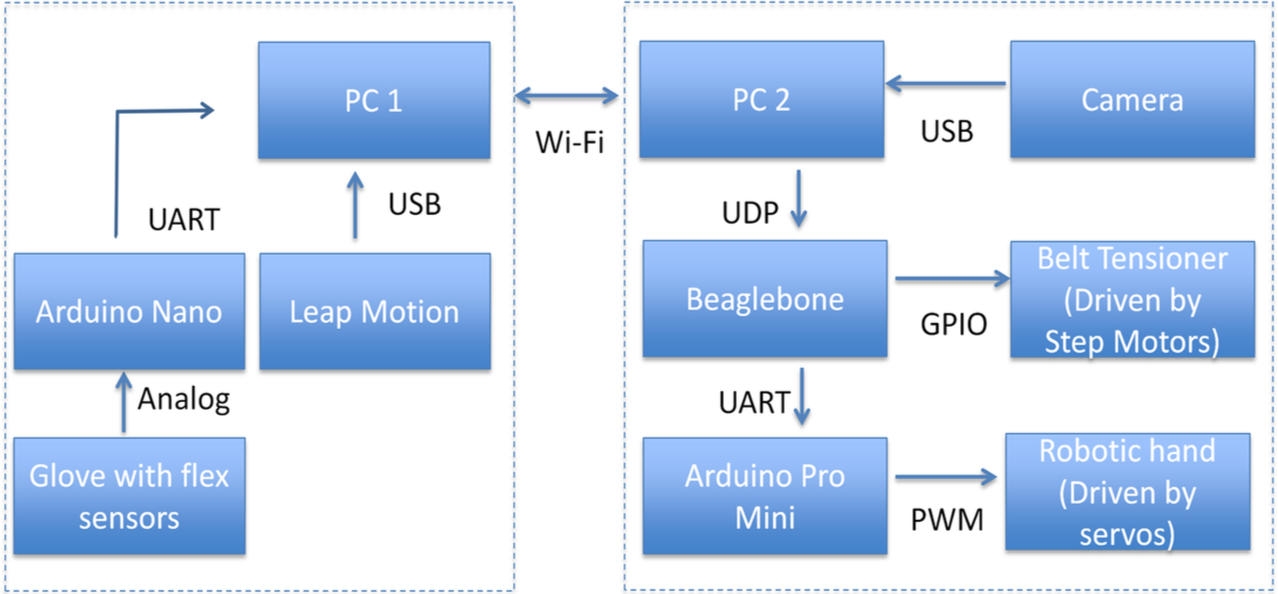 PC 1
Wi-Fi
PC 2
USB
Camera
UART
USB
UDP
Arduino Nano
Leap Motion
Beaglebone
GPIO
Belt Tensioner
(Driven by
Step Motors)
Analog
UART
Glove with flex
sensors
Arduino Pro
Mini
PWM
Robotic hand
(Driven by
servos)